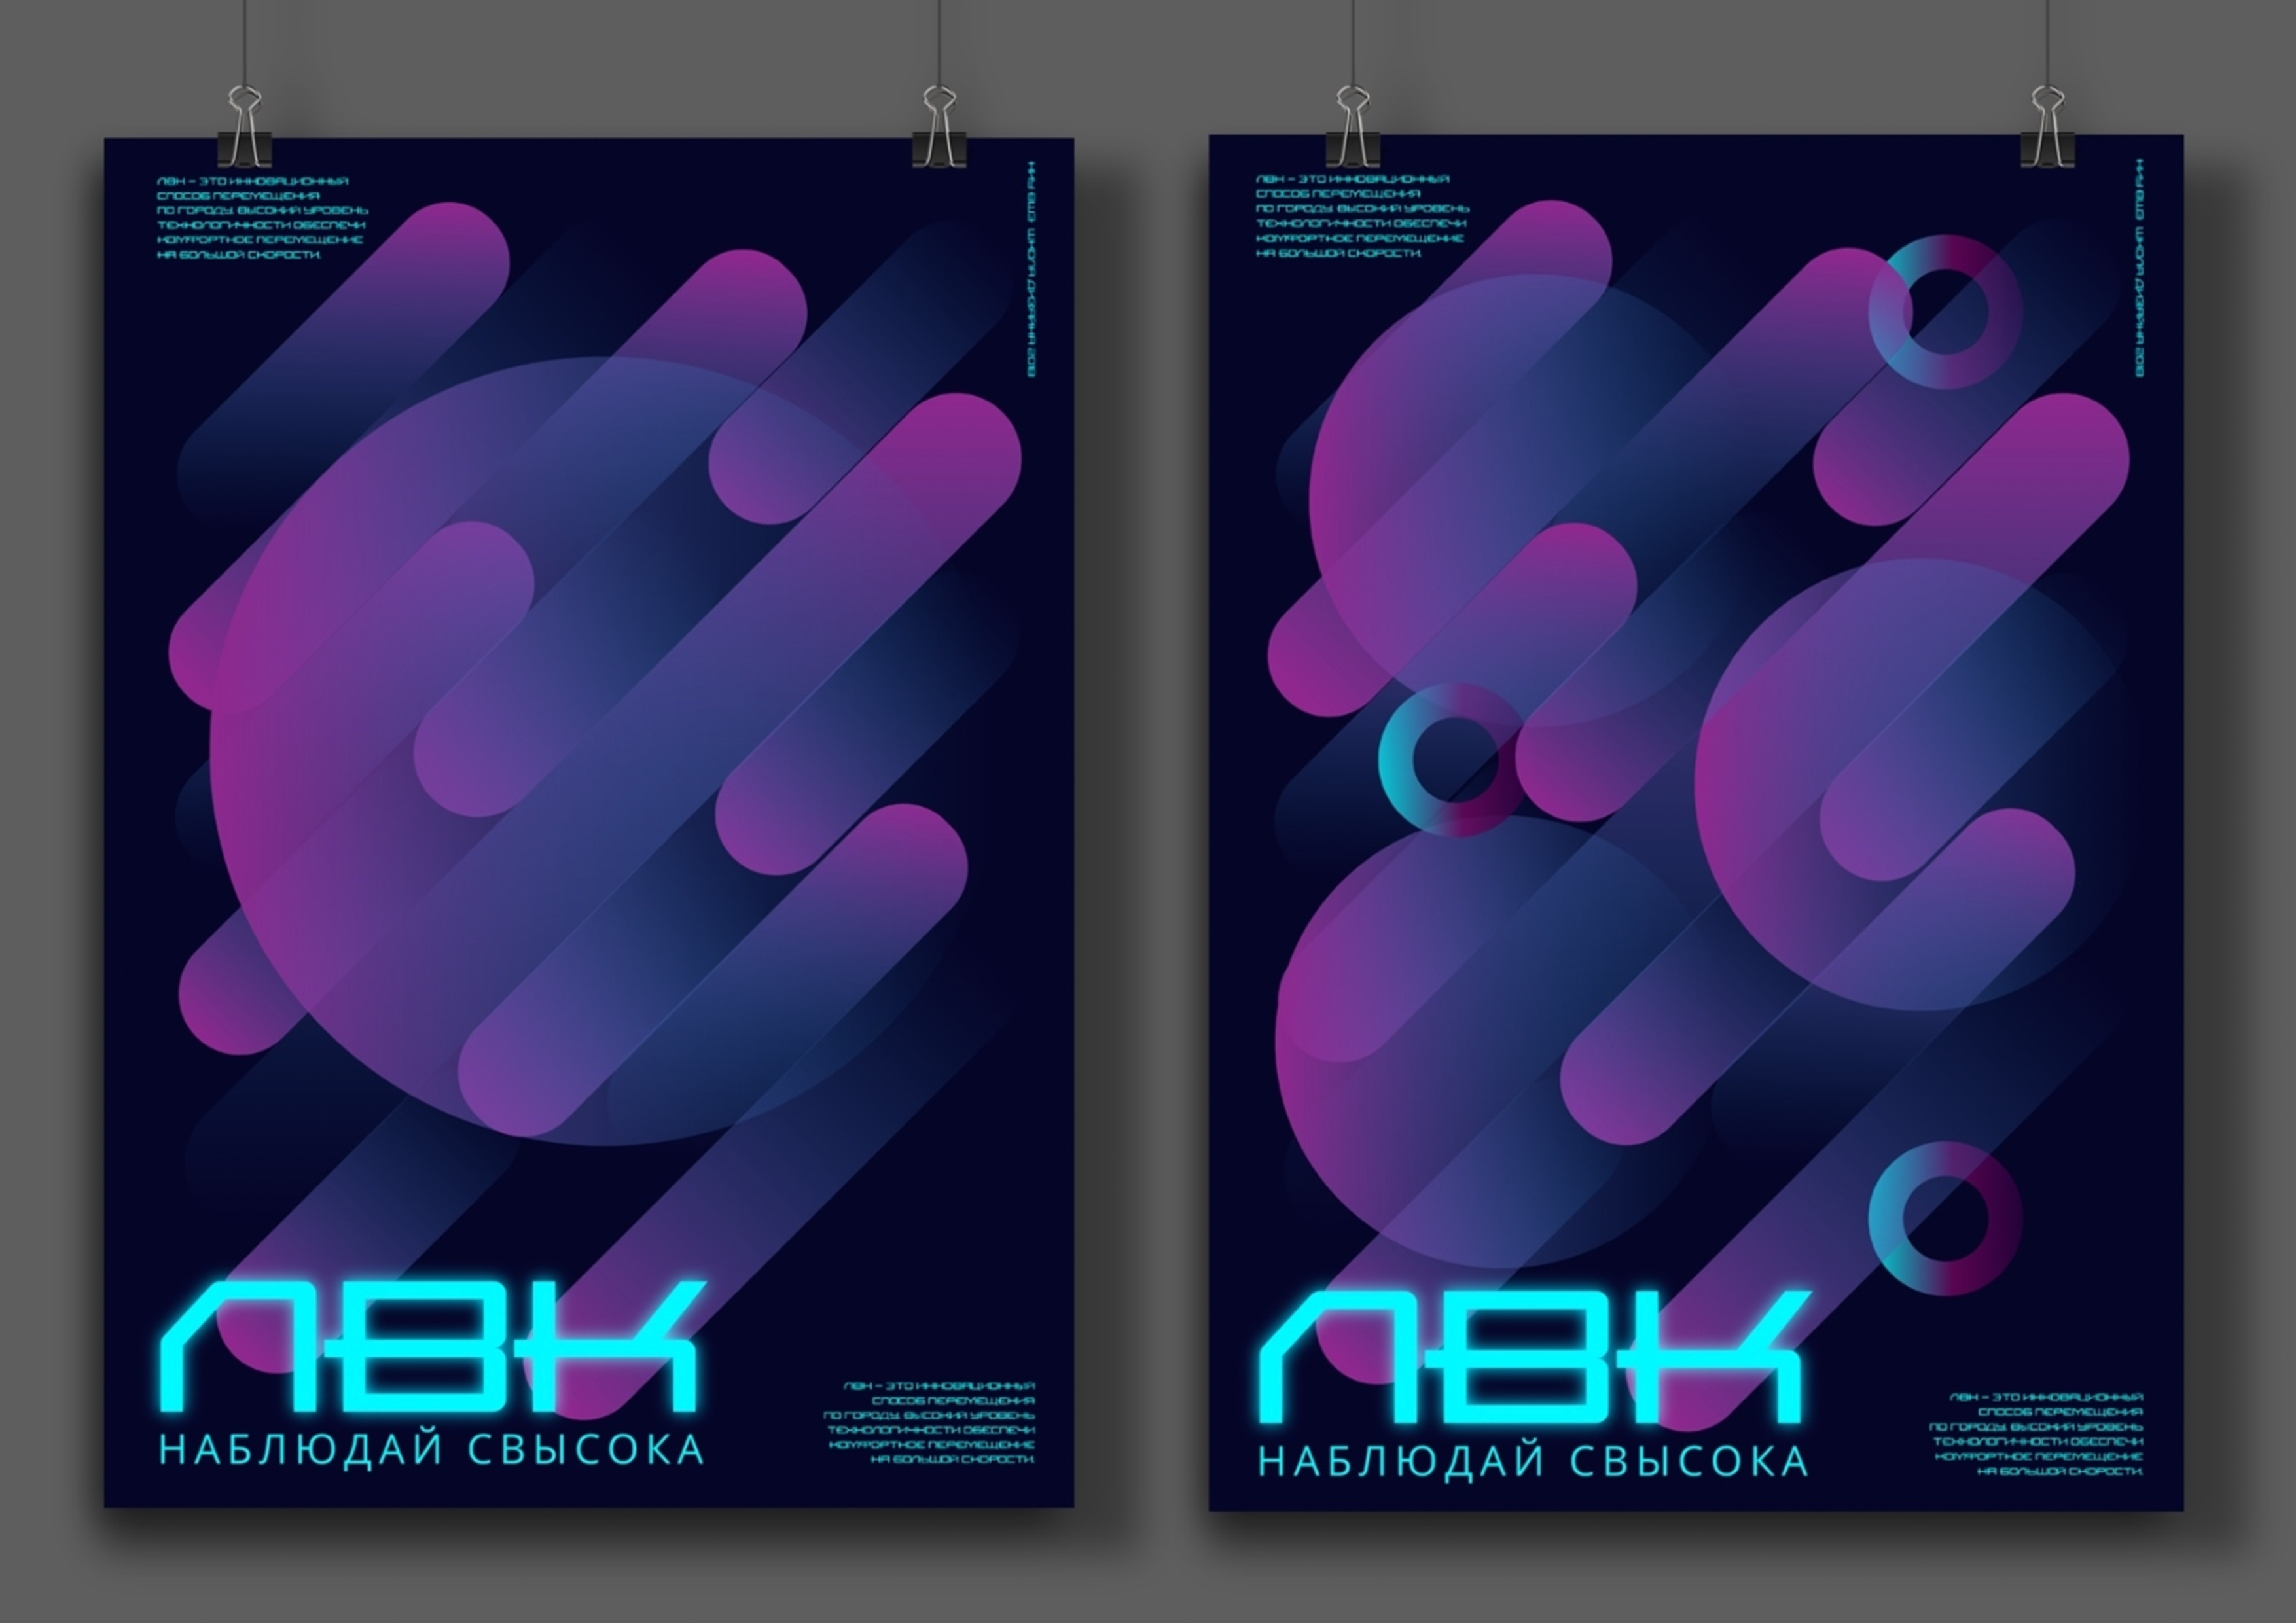 ЛВК – ЭТО ИННОВАЦИОННЫЙ
СПОСОБ ПЕРЕМЕЩЕНИЯ
ПО ГОРОДУ. ВЫСОКИЙ УРОВЕНЬ
ТЕХНОЛОГИЧНОСТИ ОБЕСПЕЧИ
КОМФОРТНОЕ ПЕРЕМЕЩЕНИЕ
НА БОЛЬШОЙ СКОРОСТИ.
ЛВК
НАБЛЮДАЙ СВЫСОКА
ЛВК – ЭТО ИННОВАЦИОННЫЙ
СПОСОБ ПЕРЕМЕЩЕНИЯ
ПО ГОРОДУ. ВЫСОКИЙ УРОВЕНЬ
ТЕХНОЛОГИЧНОСТИ ОБЕСПЕЧИ
КОМФОРТНОЕ ПЕРЕМЕЩЕНИЕ
НА БОЛЬШОЙ СКОРОСТИ.
ЛВК – ЭТО ИННОВАЦИОННЫЙ
СПОСОБ ПЕРЕМЕЩЕНИЯ
ПО ГОРОДУ. ВЫСОКИЙ УРОВЕНЬ
ТЕХНОЛОГИЧНОСТИ ОБЕСПЕЧИ
КОМФОРТНОЕ ПЕРЕМЕЩЕНИЕ
НА БОЛЬШОЙ СКОРОСТИ.
ЛВК
НАБЛЮДАЙ СВЫСОКА
ЛВК – ЭТО ИННОВАЦИОННЫЙ
СПОСОБ ПЕРЕМЕЩЕНИЯ
ПО ГОРОДУ. ВЫСОКИЙ УРОВЕНЬ
ТЕХНОЛОГИЧНОСТИ ОБЕСПЕЧИ
КОМФОРТНОЕ ПЕРЕМЕЩЕНИЕ
НА БОЛЬШОЙ СКОРОСТИ.